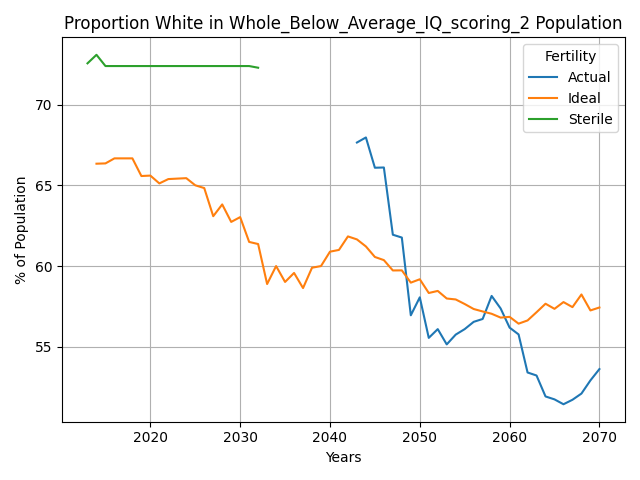 Proportion White in Whole_Below_Average_IQ_scoring_2 Population
Fertility
Actual
Ideal
Sterile
% of Population
70
65
60
55
2020 2030 2040 2050 2060 2070
Years